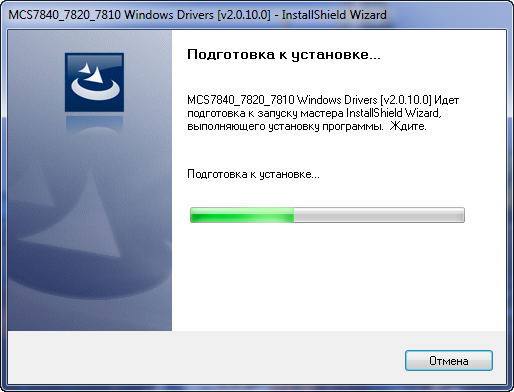 MCS7840_7820_7810 Windows Drivers [v2.0.10.0] - InstallShield Wizard
Подготовка к установке...
MCS7840_7820_7810 Windows Drivers [v2.0.10.0] Идет
подготовка к запуску мастера InstallShield Wizard,
выполняющего установку программы. Ждите.
Подготовка к установке...
Отмена